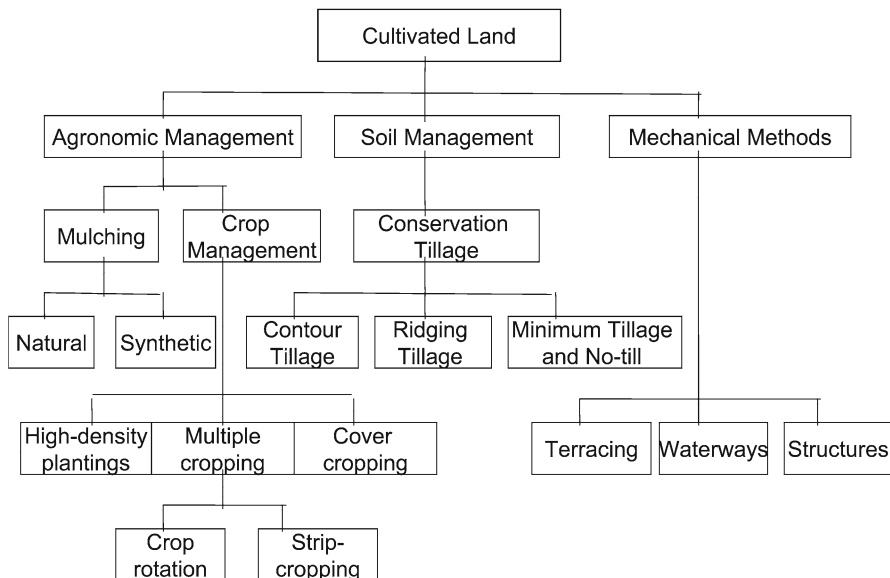 Cultivated Land
Agronomic Management
Soil Management
Mechanical Methods
Mulching
Crop
Management
Conservation
Tillage
Natural
Synthetic
Contour
Tillage
Ridging
Tillage
Minimum Tillage
and No-till
High-density
plantings
Multiple
cropping
Cover
cropping
Terracing
Waterways
Structures
Crop
rotation
Strip-
cropping